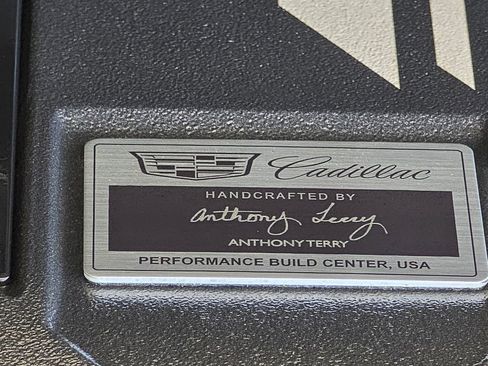 Cadillac
HANDCRAFTED BY
Anthony Terry
ANTHONY TERRY
PERFORMANCE BUILD CENTER, USA